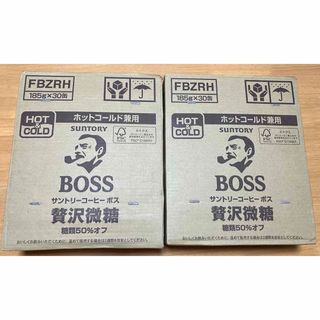 FBZRH
185g×30缶
HOT & COLD
ホットコールド兼用
SUNTORY
FSC
BOSS
サントリーコーヒー ボス
贅沢微糖
糖類50%オフ
FBZRH
185g×30缶
HOT & COLD
ホットコールド兼用
SUNTORY
FSC
BOSS
サントリーコーヒー ボス
贅沢微糖
糖類50%オフ